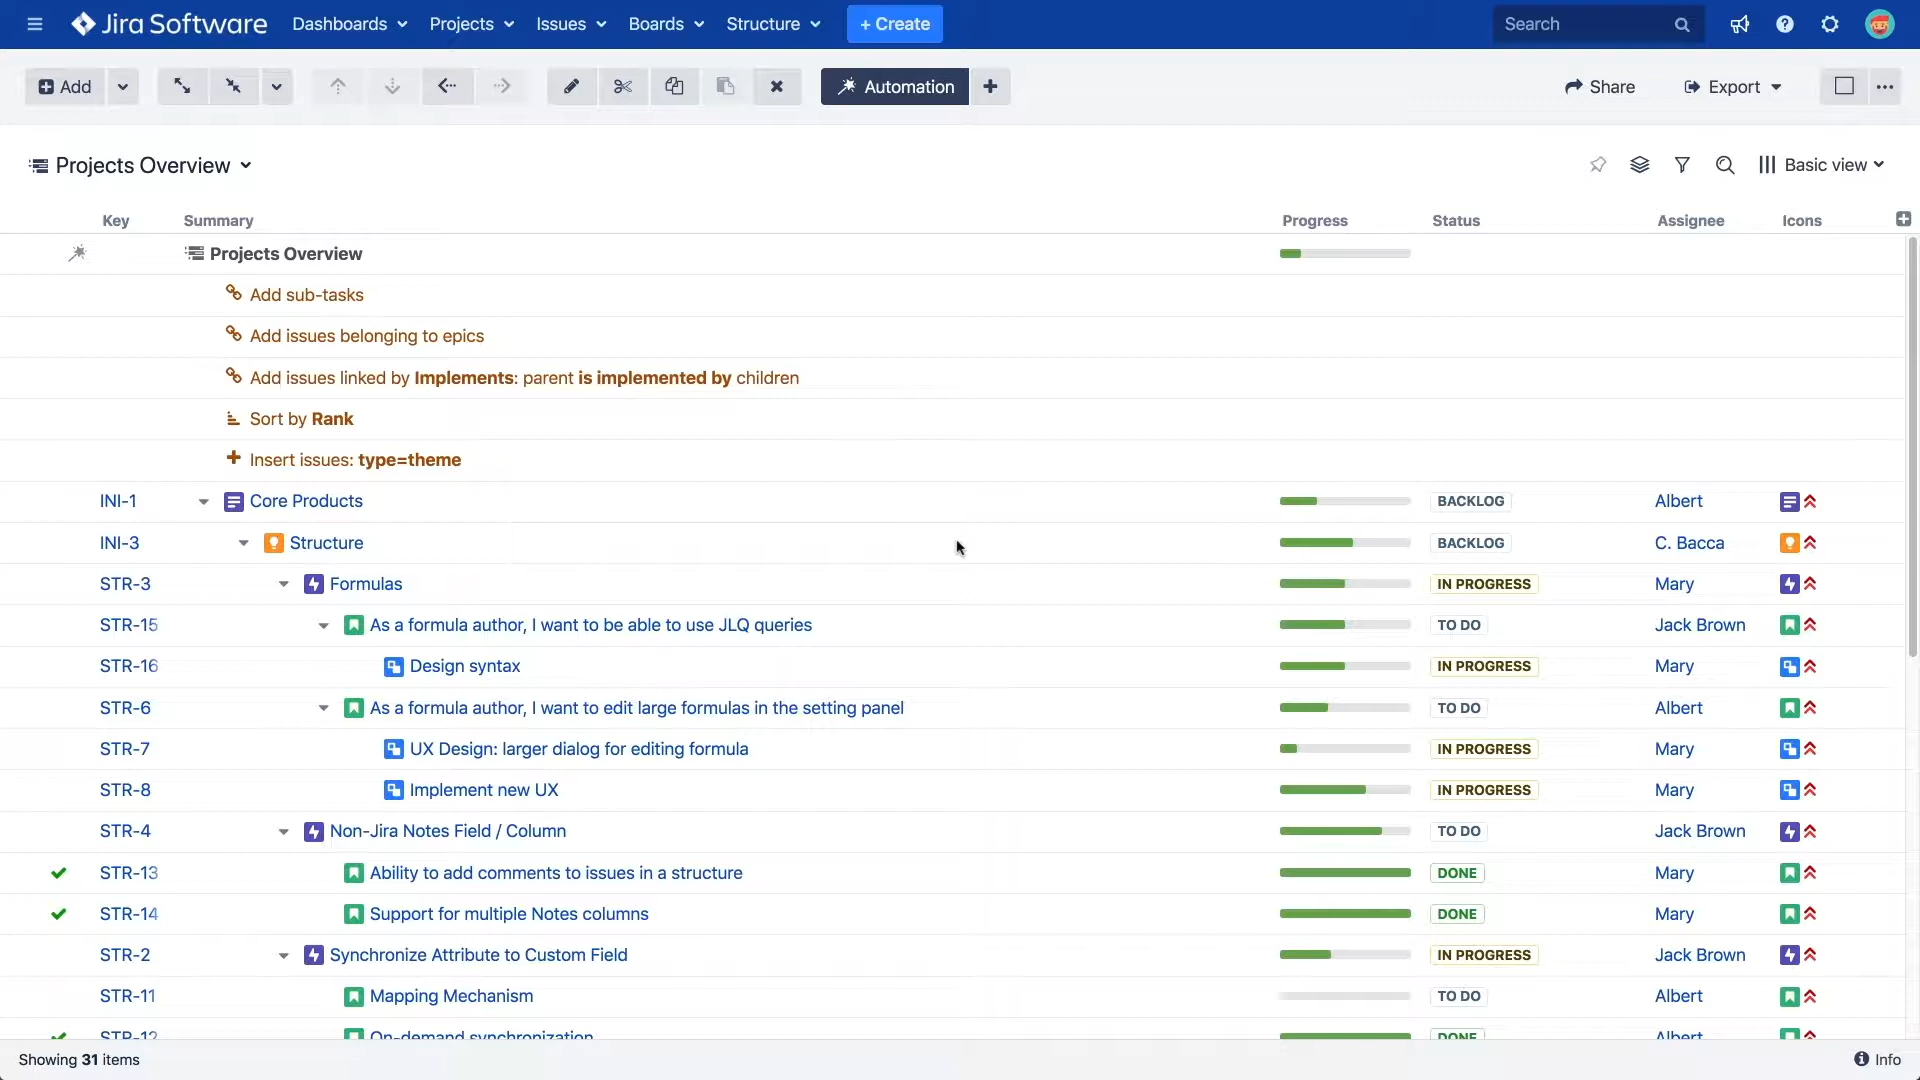 Jira Software Dashboards Projects Issues Boards Structure + Create Search
Add Automation Share Export
Projects Overview Basic view
Key Summary Progress Status Assignee Icons
Projects Overview
Add sub-tasks
Add issues belonging to epics
Add issues linked by Implements: parent is implemented by children
Sort by Rank
Insert issues: type=theme
INI-1 Core Products BACKLOG Albert
INI-3 Structure BACKLOG C. Bacca
STR-3 Formulas IN PROGRESS Mary
STR-15 As a formula author, I want to be able to use JLQ queries TO DO Jack Brown
STR-16 Design syntax IN PROGRESS Mary
STR-6 As a formula author, I want to edit large formulas in the setting panel TO DO Albert
STR-7 UX Design: larger dialog for editing formula IN PROGRESS Mary
STR-8 Implement new UX IN PROGRESS Mary
STR-4 Non-Jira Notes Field / Column TO DO Jack Brown
STR-13 Ability to add comments to issues in a structure DONE Mary
STR-14 Support for multiple Notes columns DONE Mary
STR-2 Synchronize Attribute to Custom Field IN PROGRESS Jack Brown
STR-11 Mapping Mechanism TO DO Albert
STR-12 On-demand synchronization DONE Albert
Showing 31 items Info